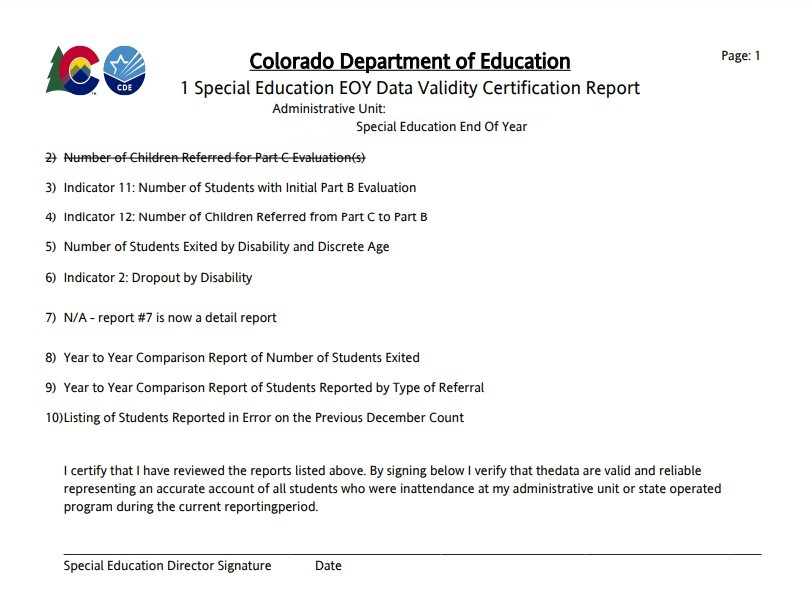 CDE
Colorado Department of Education
Page: 1
1 Special Education EOY Data Validity Certification Report
Administrative Unit:
Special Education End Of Year
2) Number of Children Referred for Part C Evaluation(s)
3) Indicator 11: Number of Students with Initial Part B Evaluation
4) Indicator 12: Number of Children Referred from Part C to Part B
5) Number of Students Exited by Disability and Discrete Age
6) Indicator 2: Dropout by Disability
7) N/A - report #7 is now a detail report
8) Year to Year Comparison Report of Number of Students Exited
9) Year to Year Comparison Report of Students Reported by Type of Referral
10)Listing of Students Reported in Error on the Previous December Count
I certify that I have reviewed the reports listed above. By signing below I verify that thedata are valid and reliable
representing an accurate account of all students who were inattendance at my administrative unit or state operated
program during the current reportingperiod.
Special Education Director Signature Date